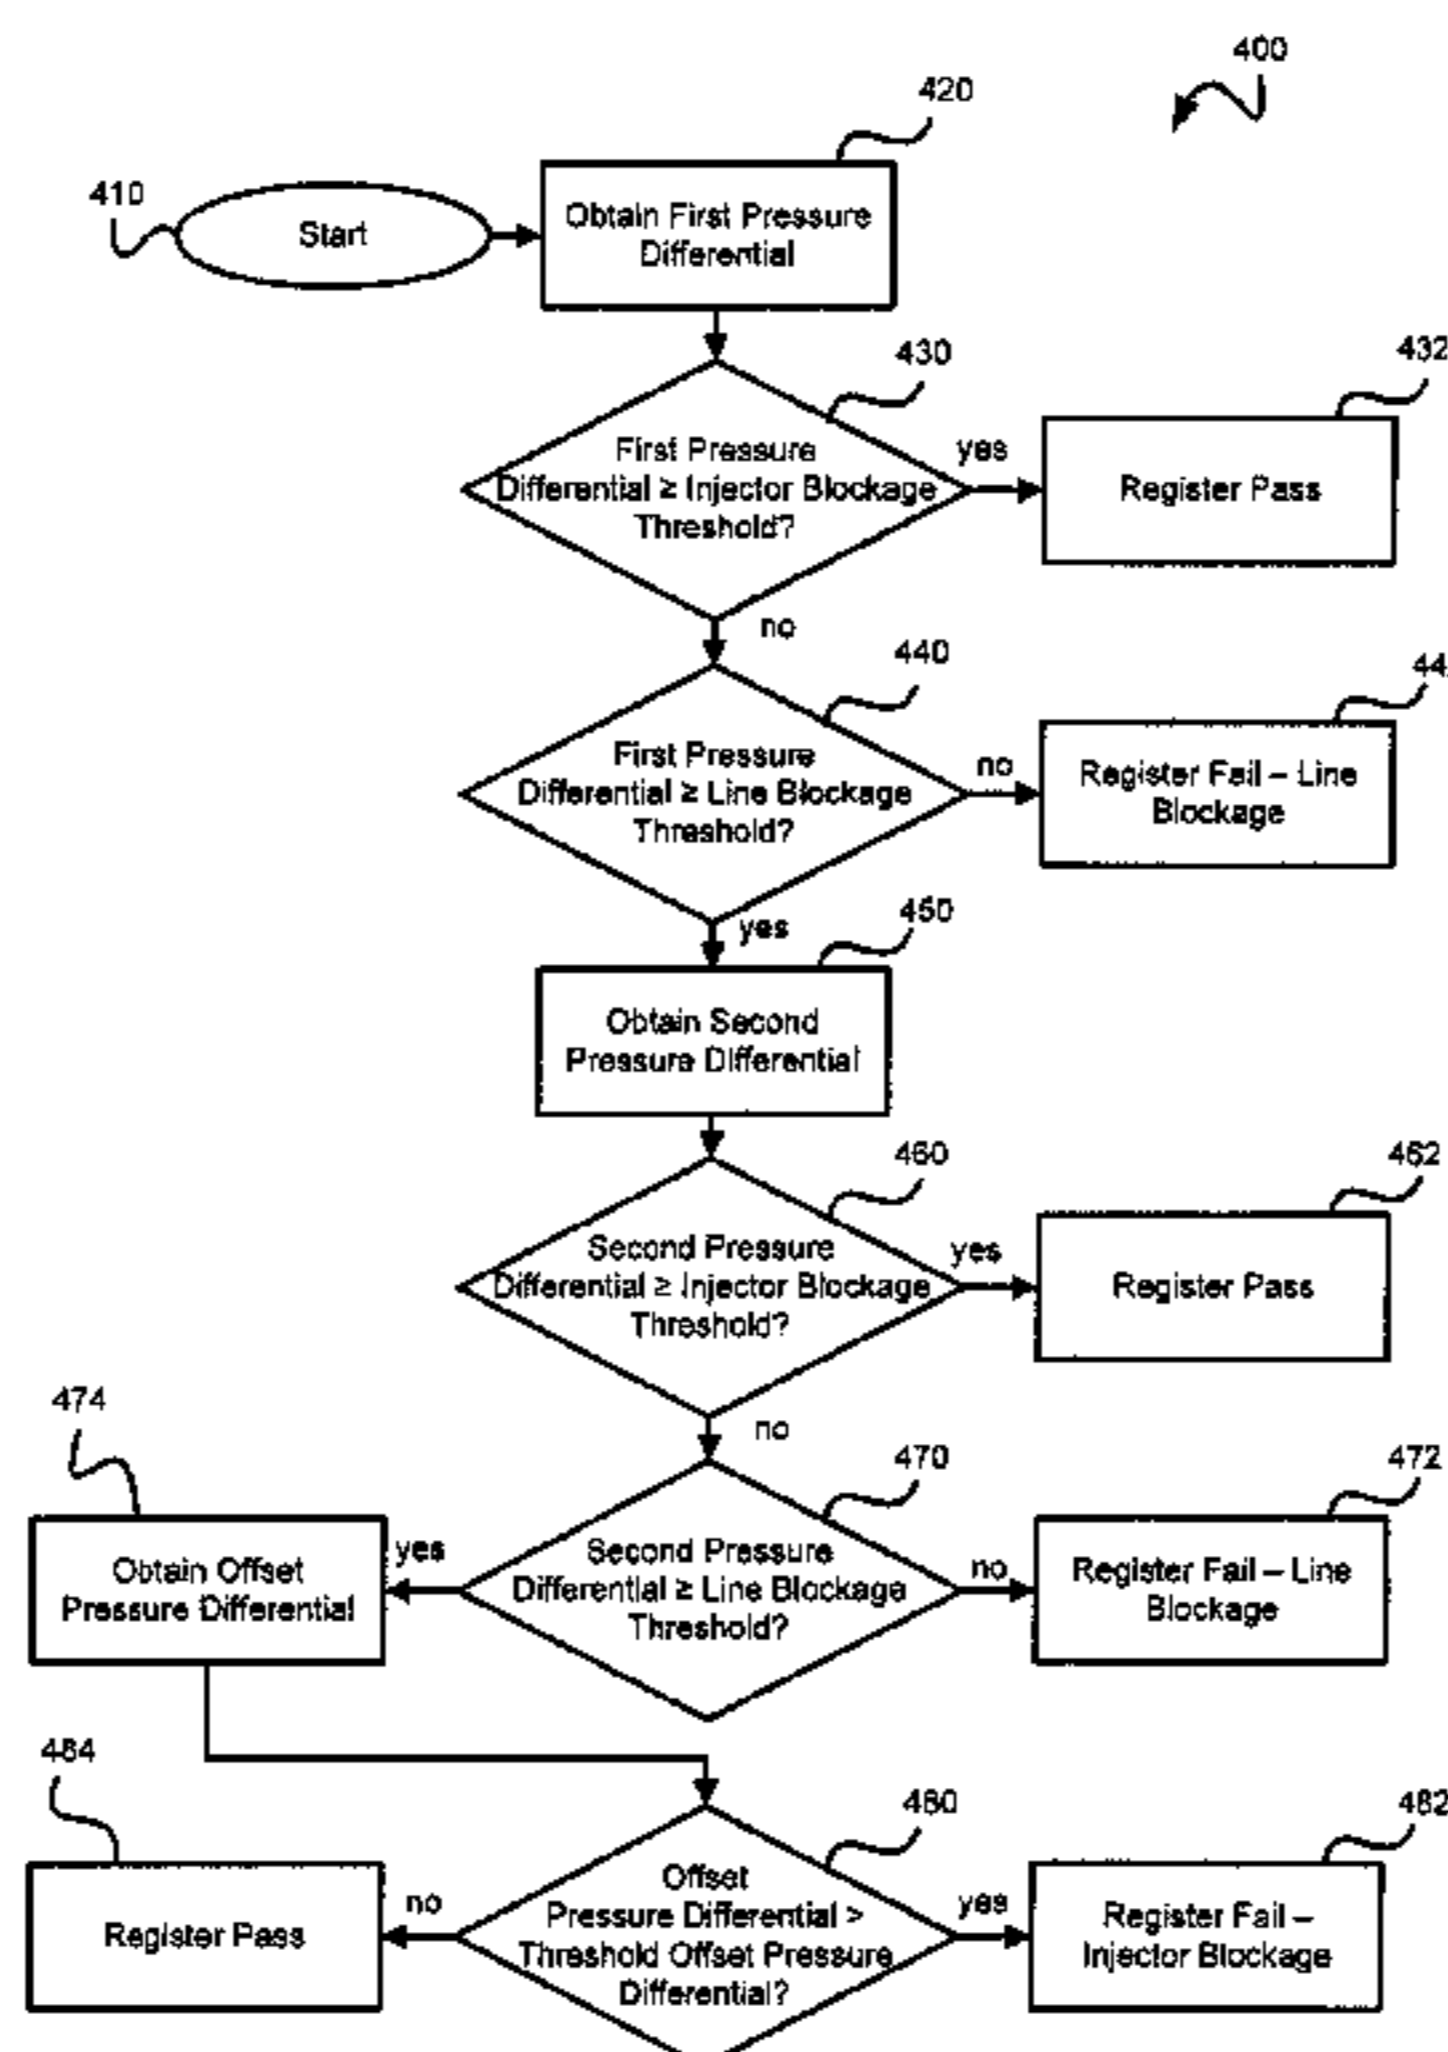 400
420
410
Start
Obtain First Pressure
Differential
430
432
First Pressure
Differential ≥ Injector Blockage
Threshold?
yes
Register Pass
no
440
44
First Pressure
Differential ≥ Line Blockage
Threshold?
no
Register Fail – Line
Blockage
yes
450
Obtain Second
Pressure Differential
460
462
Second Pressure
Differential ≥ Injector Blockage
Threshold?
yes
Register Pass
no
474
470
472
Obtain Offset
Pressure Differential
yes
Second Pressure
Differential ≥ Line Blockage
Threshold?
no
Register Fail – Line
Blockage
484
480
482
Register Pass
no
Offset
Pressure Differential >
Threshold Offset Pressure
Differential?
yes
Register Fail –
Injector Blockage